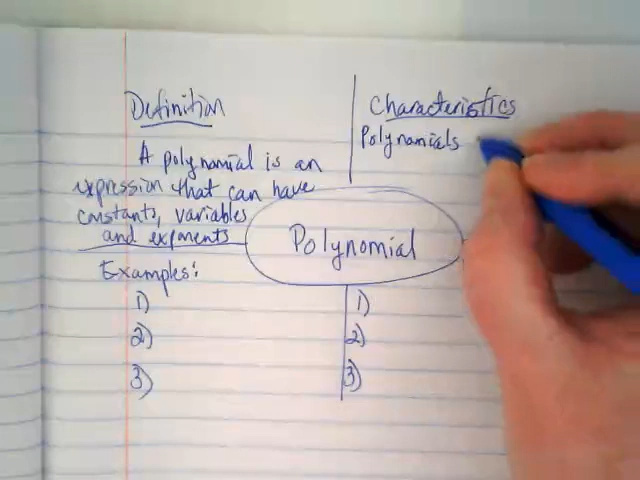 Definition
A polynomial is an
expression that can have
constants, variables
and exponents
Characteristics
Polynomials
Polynomial
Examples:
1)
2)
3)
1)
2)
3)